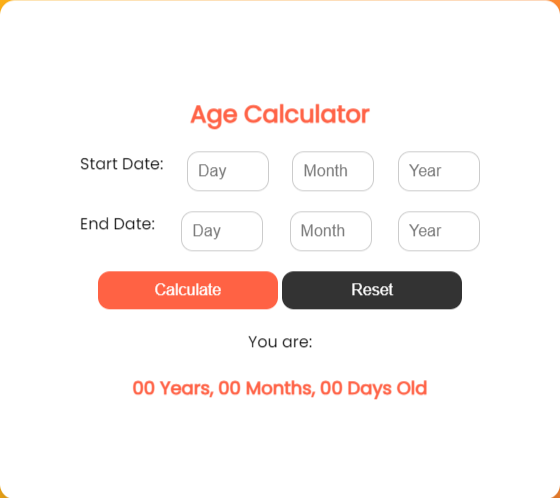 Age Calculator
Start Date: Day Month Year
End Date: Day Month Year
Calculate Reset
You are:
00 Years, 00 Months, 00 Days Old